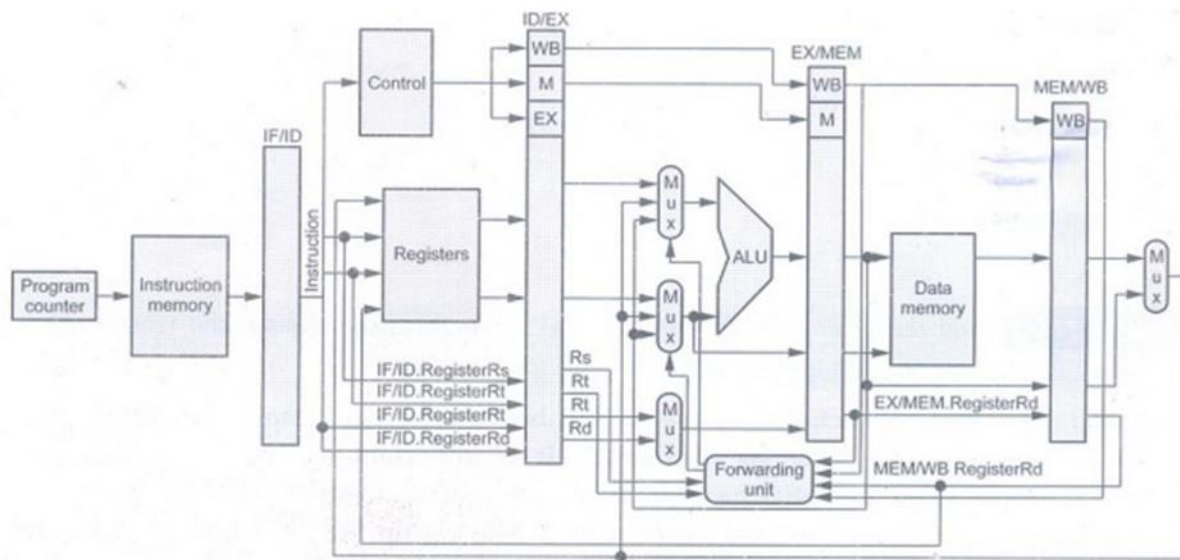 ID/EX
WB
M
EX
Control
EX/MEM
WB
M
MEM/WB
WB
IF/ID
Instruction
Registers
Program
counter
Instruction
memory
M
u
x
M
u
x
M
u
x
ALU
Data
memory
M
u
x
IF/ID.RegisterRs
IF/ID.RegisterRt
IF/ID.RegisterRt
IF/ID.RegisterRd
Rs
Rt
Rt
Rd
EX/MEM.RegisterRd
Forwarding
unit
MEM/WB RegisterRd